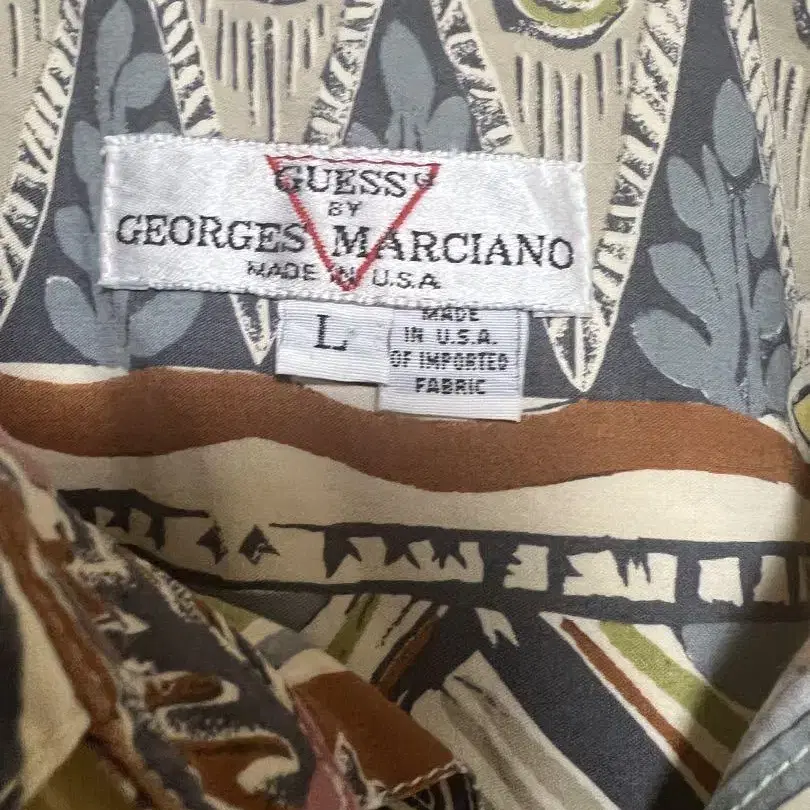 GUESS
BY
GEORGES MARCIANO
MADE IN U.S.A
L
MADE
IN U.S.A.
OF IMPORTED
FABRIC